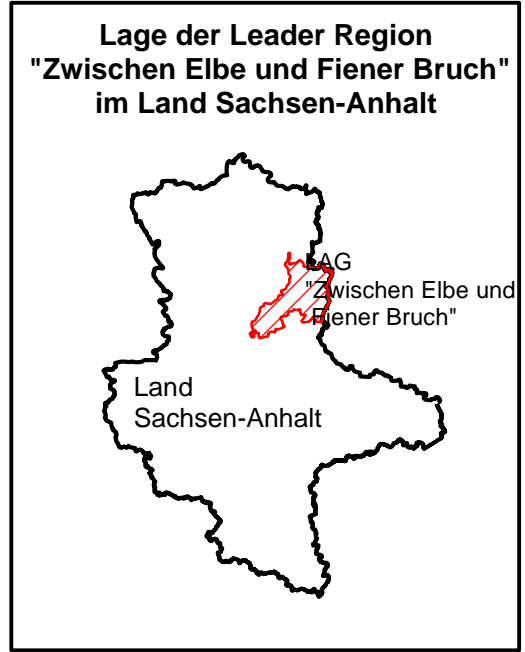 Lage der Leader Region
"Zwischen Elbe und Fiener Bruch"
im Land Sachsen-Anhalt
LAG
"Zwischen Elbe und
Fiener Bruch"
Land
Sachsen-Anhalt